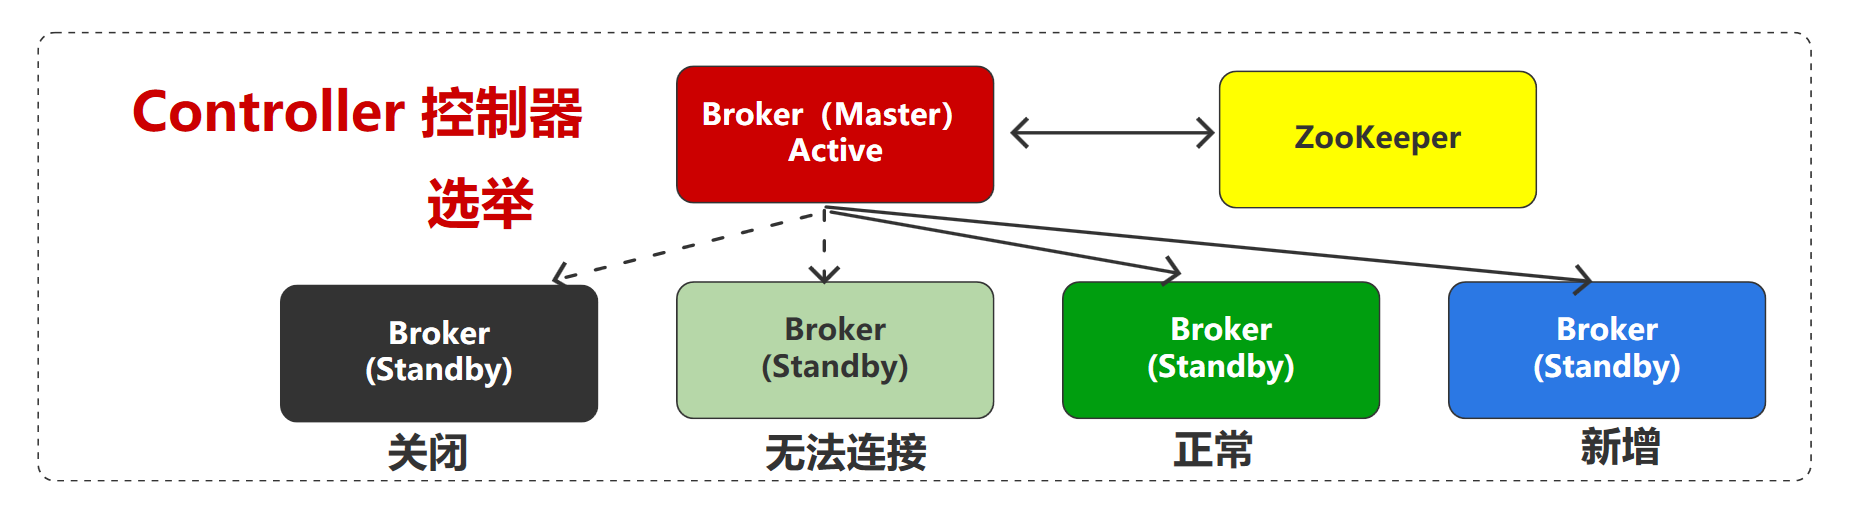 Controller 控制器
选举
Broker（Master）
Active
ZooKeeper
Broker
(Standby)
关闭
Broker
(Standby)
无法连接
Broker
(Standby)
正常
Broker
(Standby)
新增